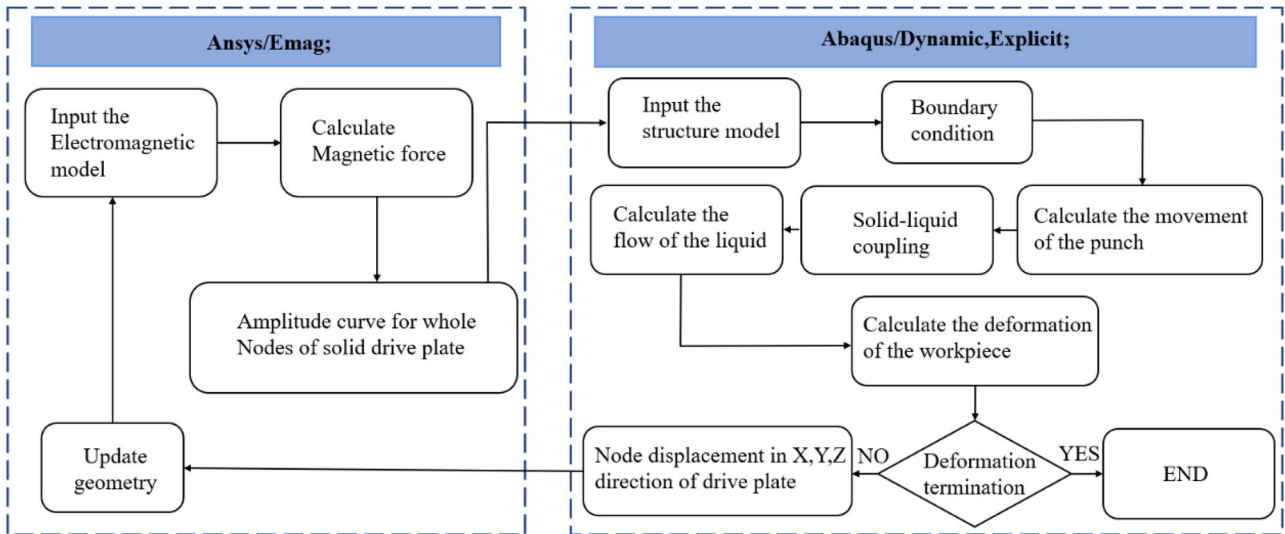 Ansys/Emag;
Input the
Electromagnetic
model
Calculate
Magnetic force
Amplitude curve for whole
Nodes of solid drive plate
Update
geometry
Abaqus/Dynamic,Explicit;
Input the
structure model
Boundary
condition
Calculate the movement
of the punch
Solid-liquid
coupling
Calculate the
flow of the liquid
Calculate the deformation
of the workpiece
Deformation
termination
NO
YES
Node displacement in X,Y,Z
direction of drive plate
END